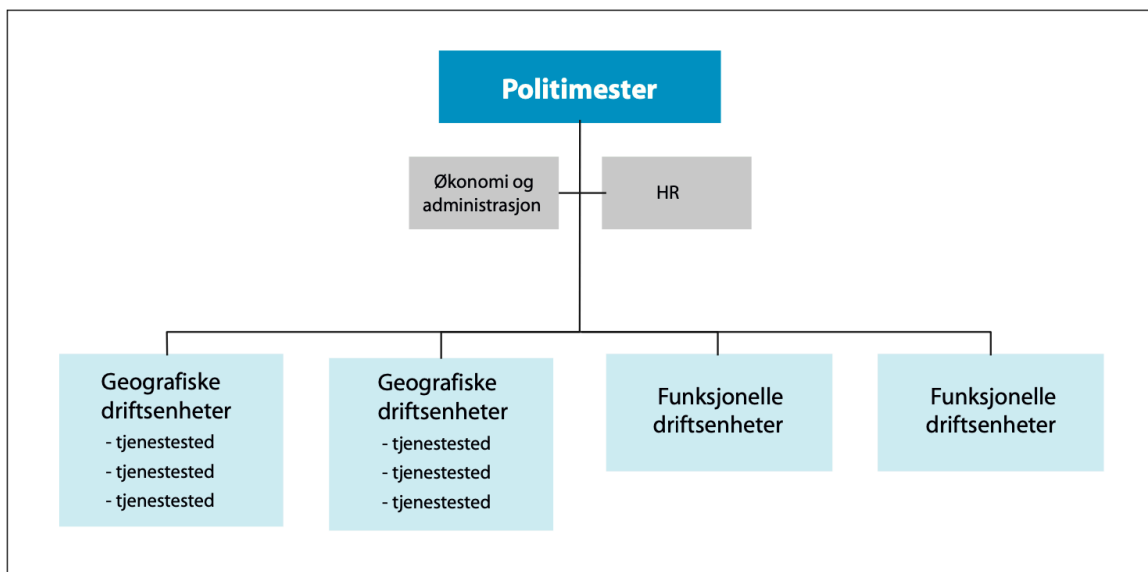 Politimester
Økonomi og
administrasjon
HR
Geografiske
driftsenheter
- tjenestested
- tjenestested
- tjenestested
Geografiske
driftsenheter
- tjenestested
- tjenestested
- tjenestested
Funksjonelle
driftsenheter
Funksjonelle
driftsenheter